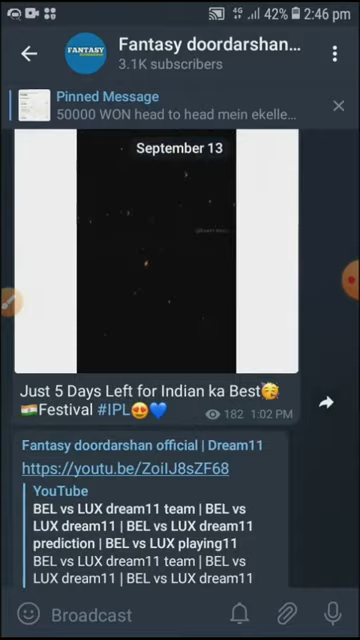 4G 42% 2:46 pm
FANTASY
Fantasy doordarshan...
3.1K subscribers
Pinned Message
50000 WON head to head mein ekelle...
September 13
Just 5 Days Left for Indian ka Best🥳
🇮🇳Festival #IPL😍💙
182 1:02 PM
Fantasy doordarshan official | Dream11
https://youtu.be/ZoiIJ8sZF68
YouTube
BEL vs LUX dream11 team | BEL vs
LUX dream11 | BEL vs LUX dream11
prediction | BEL vs LUX playing11
BEL vs LUX dream11 team | BEL vs
LUX dream11 | BEL vs LUX dream11
Broadcast